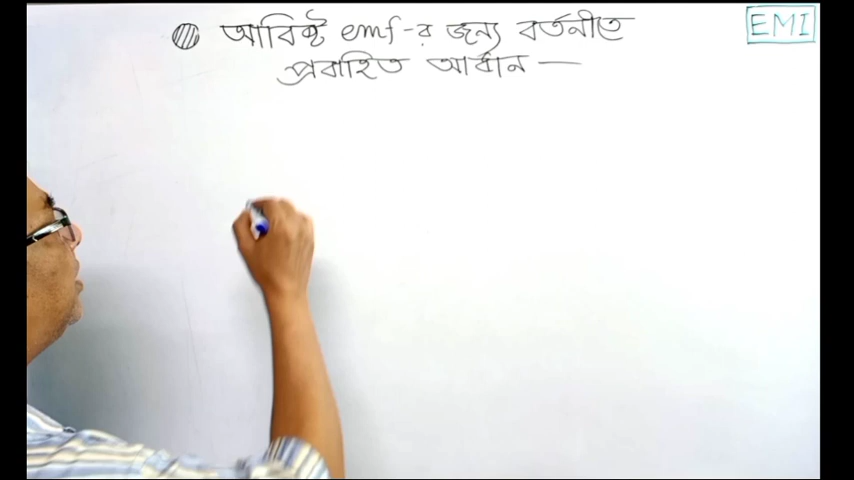 আবিষ্ট emf-র জন্য বর্তনীতে
প্রবাহিত আধান —
EMI